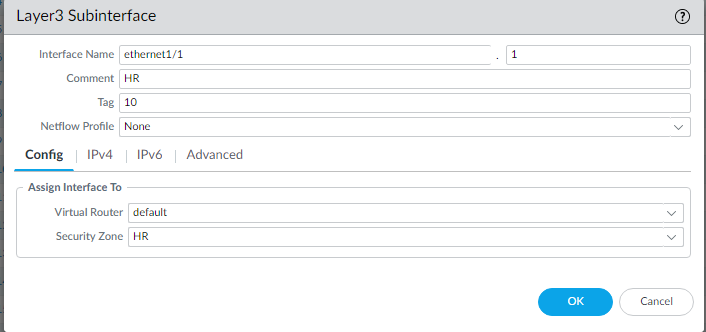 Layer3 Subinterface ?
Interface Name ethernet1/1 . 1
Comment HR
Tag 10
Netflow Profile None
Config IPv4 IPv6 Advanced
Assign Interface To
Virtual Router default
Security Zone HR
OK Cancel